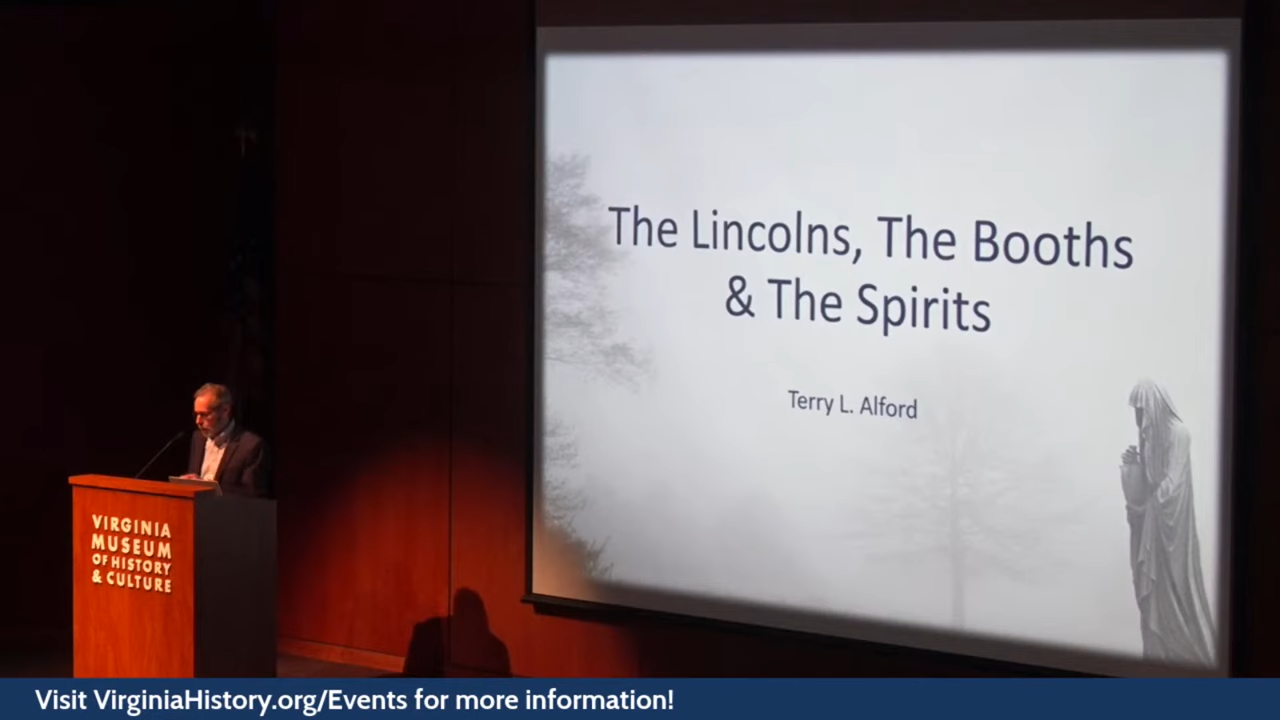 The Lincolns, The Booths
& The Spirits
Terry L. Alford
VIRGINIA
MUSEUM
OF HISTORY
& CULTURE
Visit VirginiaHistory.org/Events for more information!